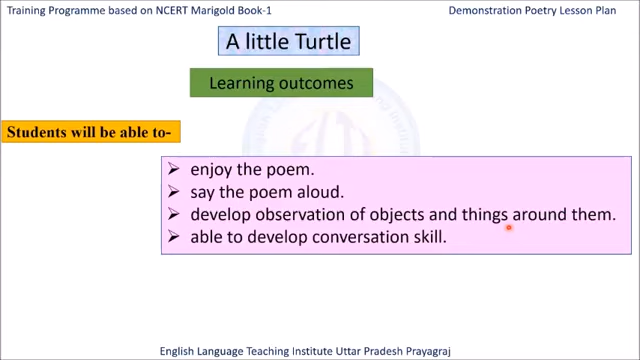 Training Programme based on NCERT Marigold Book-1 Demonstration Poetry Lesson Plan
A little Turtle
Learning outcomes
Students will be able to-
➢ enjoy the poem.
➢ say the poem aloud.
➢ develop observation of objects and things around them.
➢ able to develop conversation skill.
English Language Teaching Institute Uttar Pradesh Prayagraj